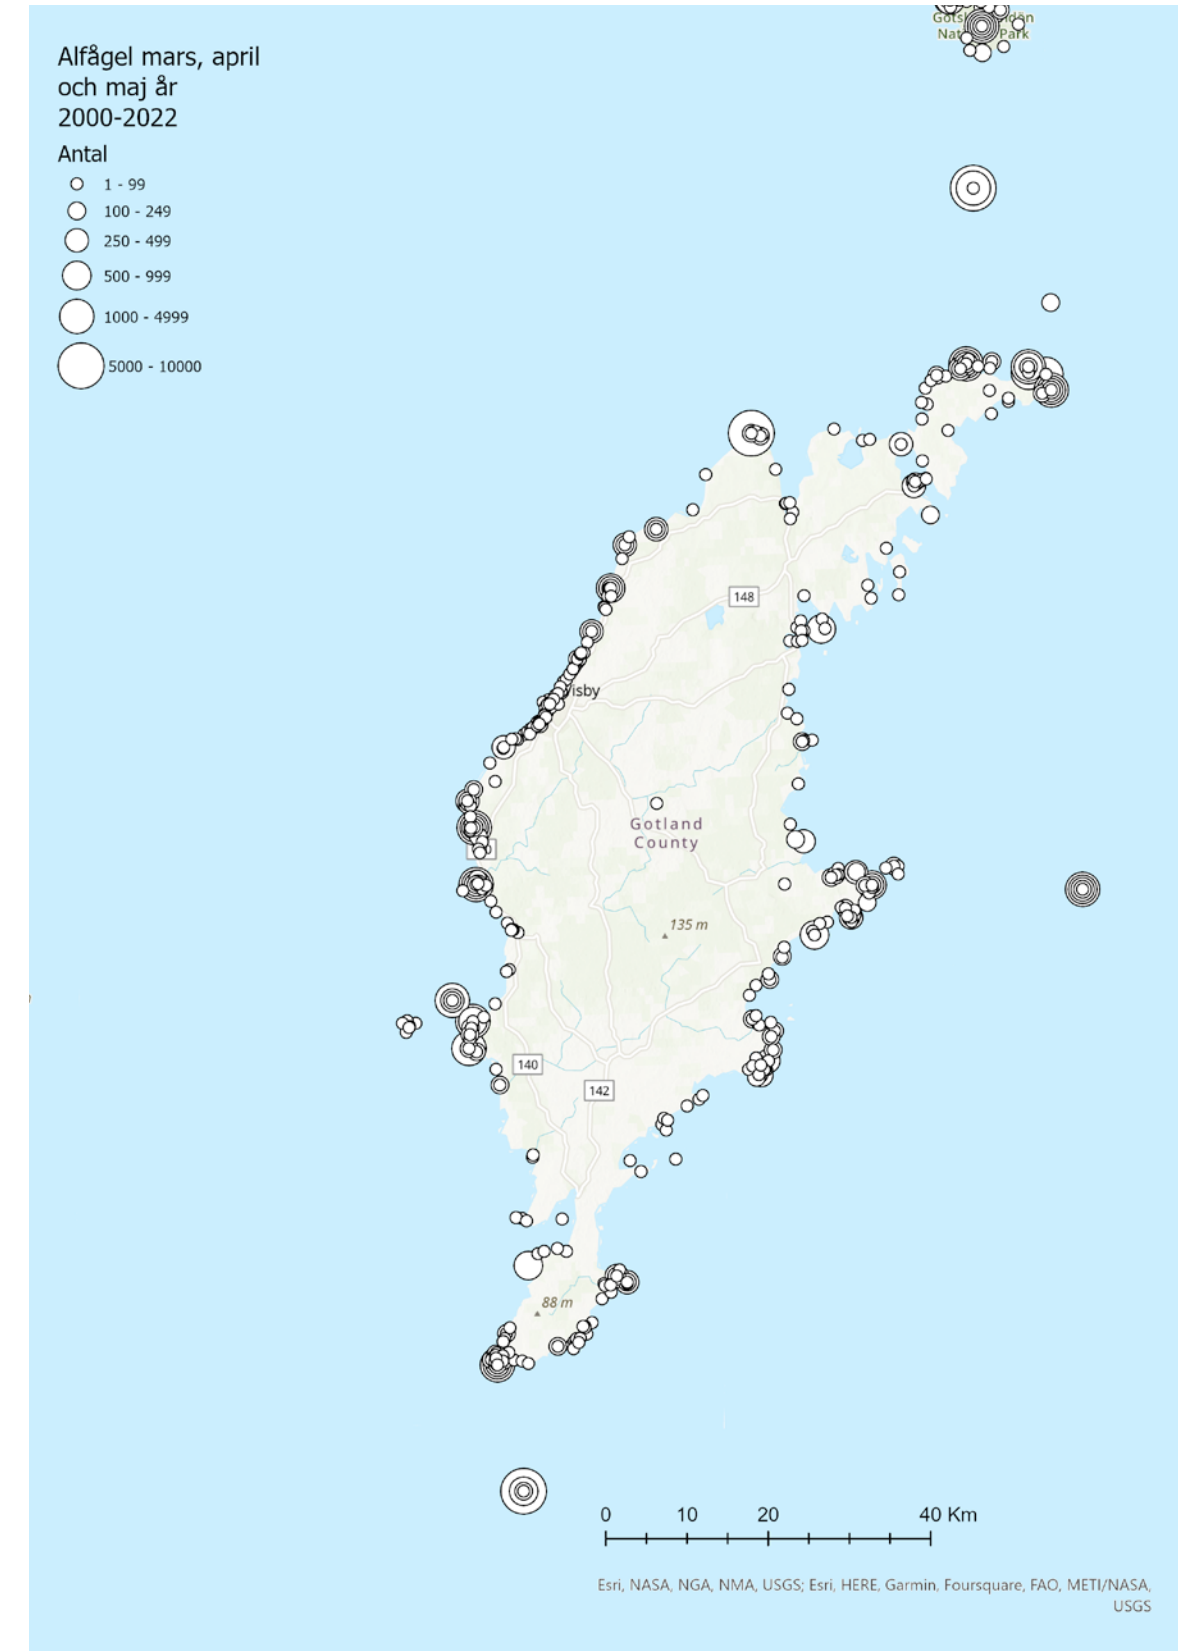 Alfågel mars, april
och maj år
2000-2022
Antal
1 - 99
100 - 249
250 - 499
500 - 999
1000 - 4999
5000 - 10000
Park
148
Visby
Gotland
County
135 m
140
142
88 m
0 10 20 40 Km
Esri, NASA, NGA, NMA, USGS; Esri, HERE, Garmin, Foursquare, FAO, METI/NASA,
USGS